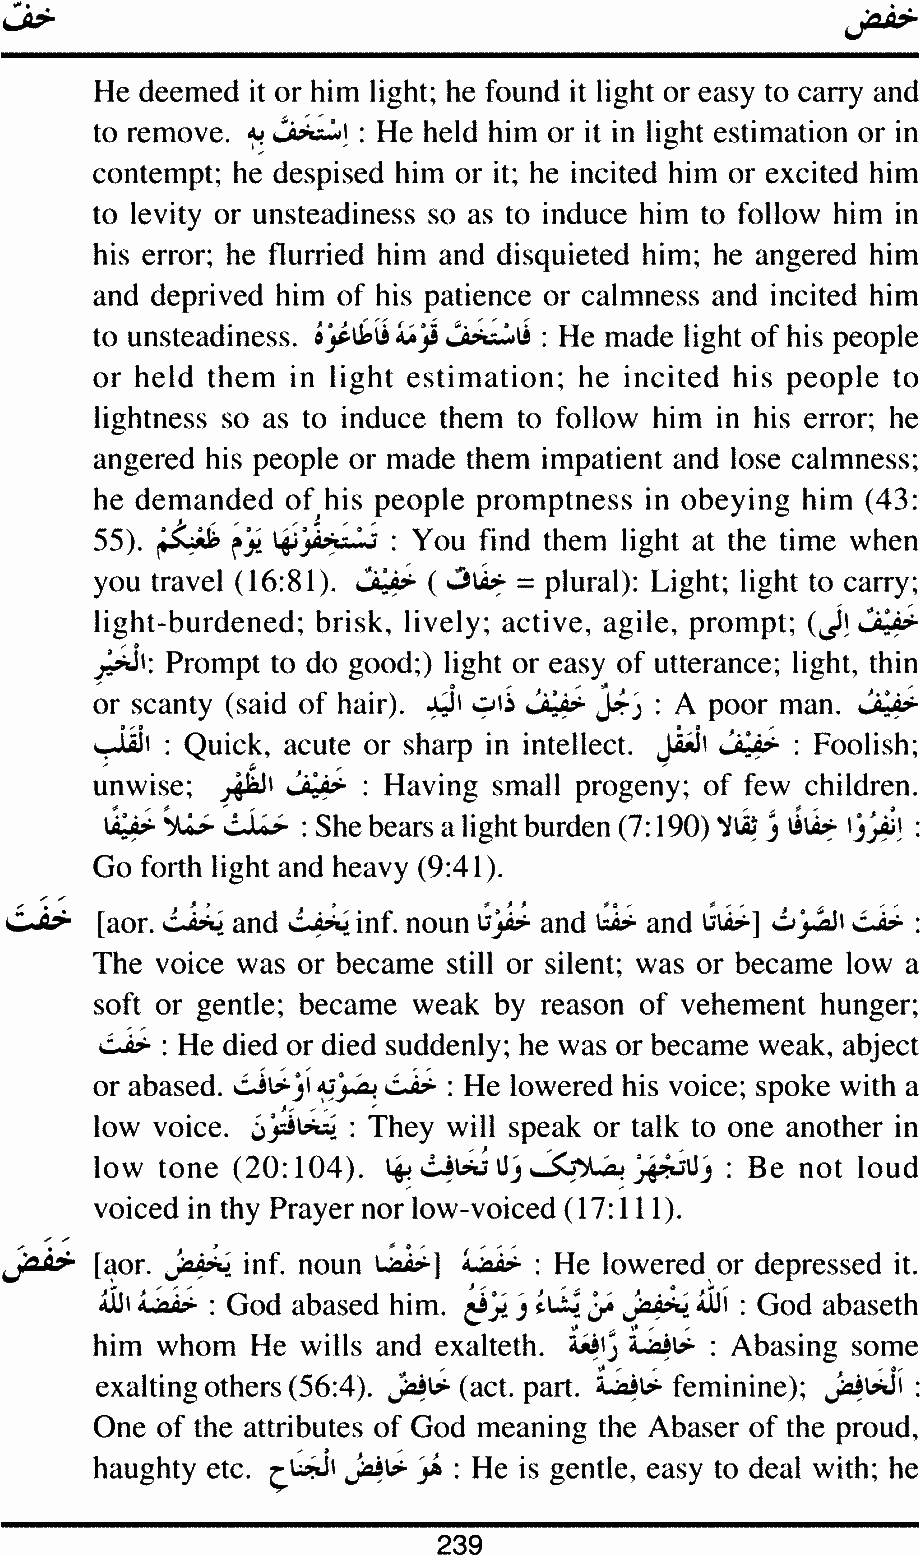 خفّ خفض
He deemed it or him light; he found it light or easy to carry and
to remove. اِسْتَخَفَّ بِهٖ : He held him or it in light estimation or in
contempt; he despised him or it; he incited him or excited him
to levity or unsteadiness so as to induce him to follow him in
his error; he flurried him and disquieted him; he angered him
and deprived him of his patience or calmness and incited him
to unsteadiness. فَاسْتَخَفَّ قَوْمَهٗ فَاَطَاعُوْهُ : He made light of his people
or held them in light estimation; he incited his people to
lightness so as to induce them to follow him in his error; he
angered his people or made them impatient and lose calmness;
he demanded of his people promptness in obeying him (43:
55). تَسْتَخِفُّوْنَهَا يَوْمَ ظَعْنِكُمْ : You find them light at the time when
you travel (16:81). خَفِيْفٌ ( خِفَافٌ = plural): Light; light to carry;
light-burdened; brisk, lively; active, agile, prompt; (خَفِيْفٌ اِلَى
الْخَيْرِ: Prompt to do good;) light or easy of utterance; light, thin
or scanty (said of hair). رَجُلٌ خَفِيْفُ ذَاتِ الْيَدِ : A poor man. خَفِيْفُ
الْقَلْبِ : Quick, acute or sharp in intellect. خَفِيْفُ الْعَقْلِ : Foolish;
unwise; خَفِيْفُ الظَّهْرِ : Having small progeny; of few children.
حَمَلَتْ حَمْلاً خَفِيْفًا : She bears a light burden (7:190) اِنْفِرُوْا خِفَافًا وَّ ثِقَالاً :
Go forth light and heavy (9:41).
خَفَتَ [aor. يَخْفُتُ and يَخْفِتُ inf. noun خُفُوْتًا and خَفْتًا and خُفَاتًا] خَفَتَ الصَّوْتُ :
The voice was or became still or silent; was or became low a
soft or gentle; became weak by reason of vehement hunger;
خَفَتَ : He died or died suddenly; he was or became weak, abject
or abased. خَفَتَ بِصَوْتِهٖ اَوْ خَافَتَ : He lowered his voice; spoke with a
low voice. يَتَخَافَتُوْنَ : They will speak or talk to one another in
low tone (20:104). وَلَاتَجْهَرْ بِصَلَاتِكَ وَلَا تُخَافِتْ بِهَا : Be not loud
voiced in thy Prayer nor low-voiced (17:111).
خَفَضَ [aor. يَخْفِضُ inf. noun خَفْضًا] خَفَضَهٗ : He lowered or depressed it.
خَفَضَهُ اللهُ : God abased him. اَللهُ يَخْفِضُ مَنْ يَّشَاءُ وَ يَرْفَعُ : God abaseth
him whom He wills and exalteth. خَافِضَةٌ رَافِعَةٌ : Abasing some
exalting others (56:4). خَافِضٌ (act. part. خَافِضَةٌ feminine); اَلْخَافِضُ :
One of the attributes of God meaning the Abaser of the proud,
haughty etc. هُوَ خَافِضُ الْجَنَاحِ : He is gentle, easy to deal with; he
239